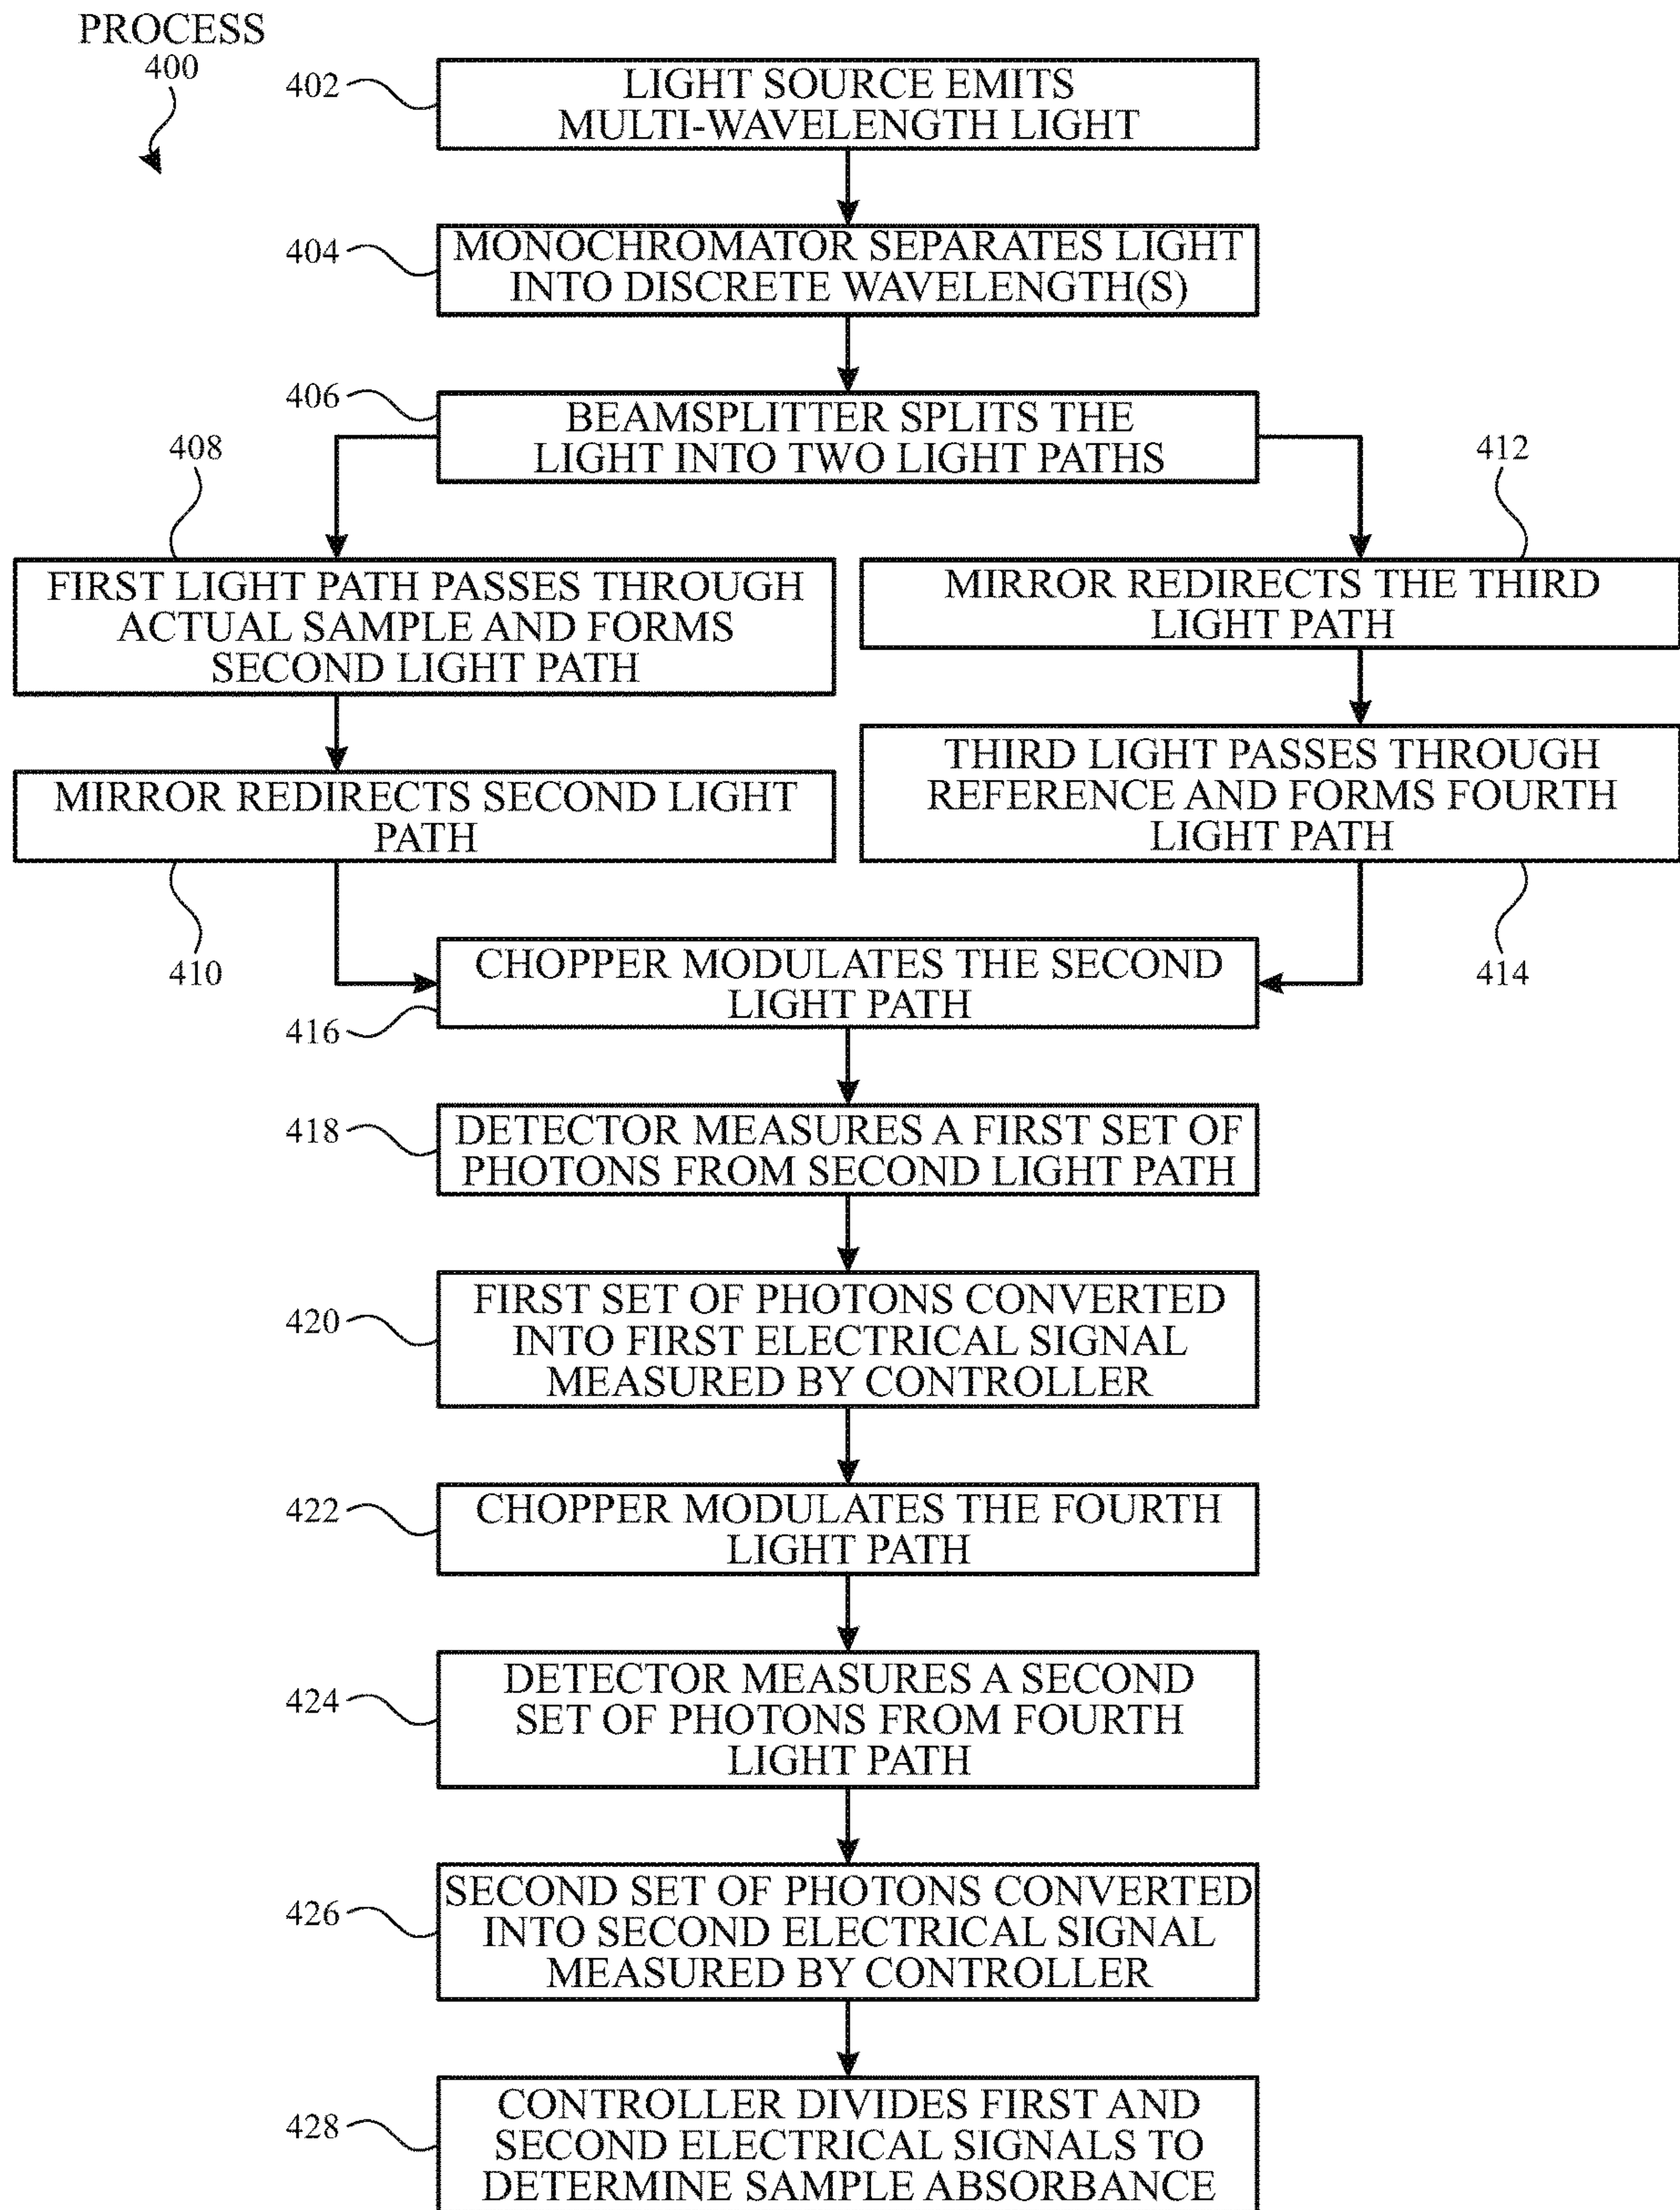 PROCESS
400
402
LIGHT SOURCE EMITS
MULTI-WAVELENGTH LIGHT
404
MONOCHROMATOR SEPARATES LIGHT
INTO DISCRETE WAVELENGTH(S)
406
BEAMSPLITTER SPLITS THE
LIGHT INTO TWO LIGHT PATHS
408
FIRST LIGHT PATH PASSES THROUGH
ACTUAL SAMPLE AND FORMS
SECOND LIGHT PATH
MIRROR REDIRECTS SECOND LIGHT
PATH
410
412
MIRROR REDIRECTS THE THIRD
LIGHT PATH
THIRD LIGHT PASSES THROUGH
REFERENCE AND FORMS FOURTH
LIGHT PATH
414
CHOPPER MODULATES THE SECOND
LIGHT PATH
416
418
DETECTOR MEASURES A FIRST SET OF
PHOTONS FROM SECOND LIGHT PATH
420
FIRST SET OF PHOTONS CONVERTED
INTO FIRST ELECTRICAL SIGNAL
MEASURED BY CONTROLLER
422
CHOPPER MODULATES THE FOURTH
LIGHT PATH
424
DETECTOR MEASURES A SECOND
SET OF PHOTONS FROM FOURTH
LIGHT PATH
426
SECOND SET OF PHOTONS CONVERTED
INTO SECOND ELECTRICAL SIGNAL
MEASURED BY CONTROLLER
428
CONTROLLER DIVIDES FIRST AND
SECOND ELECTRICAL SIGNALS TO
DETERMINE SAMPLE ABSORBANCE